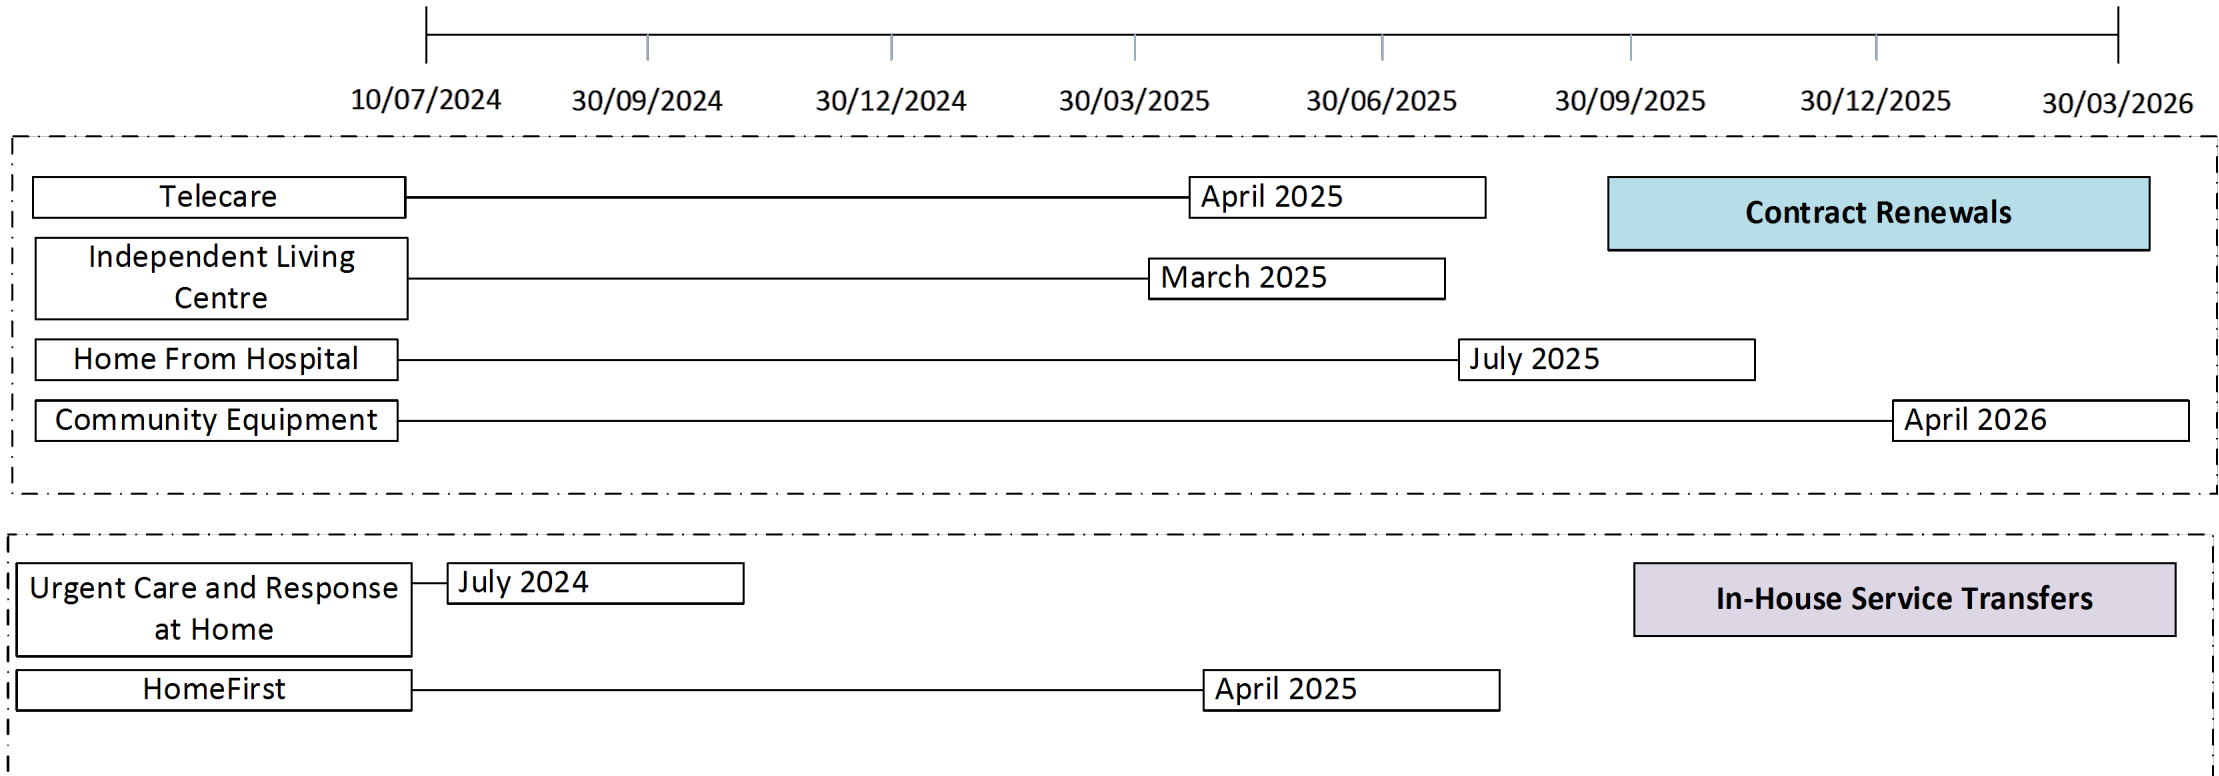 10/07/2024 30/09/2024 30/12/2024 30/03/2025 30/06/2025 30/09/2025 30/12/2025 30/03/2026
Telecare
April 2025
Contract Renewals
Independent Living
Centre
March 2025
Home From Hospital
July 2025
Community Equipment
April 2026
Urgent Care and Response
at Home
July 2024
In-House Service Transfers
HomeFirst
April 2025